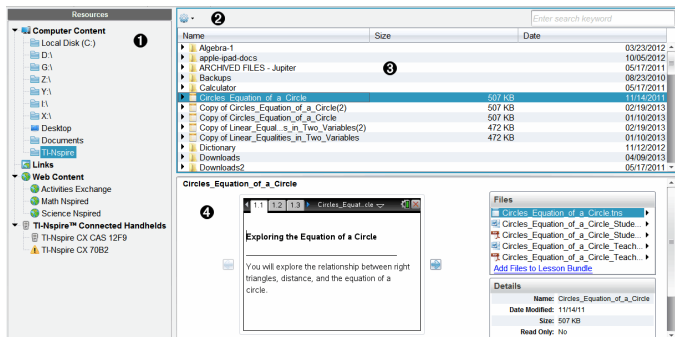 Resources
Computer Content
Local Disk (C:)
D:\
G:\
Z:\
Y:\
I:\
X:\
Desktop
Documents
TI-Nspire
Links
Web Content
Activities Exchange
Math Nspired
Science Nspired
TI-Nspire™ Connected Handhelds
TI-Nspire CX CAS 12F9
TI-Nspire CX 70B2
1
2
Enter search keyword
Name Size Date
Algebra-1 03/23/2012
apple-ipad-docs 10/05/2012
ARCHIVED FILES - Jupiter 05/17/2011
3
Backups 08/23/2010
Calculator 05/17/2011
Circles_Equation_of_a_Circle 507 KB 11/14/2011
Copy of Circles_Equation_of_a_Circle(2) 507 KB 02/19/2013
Copy of Circles_Equation_of_a_Circle 507 KB 01/10/2013
Copy of Linear_Equal...s_in_Two_Variables(2) 472 KB 02/19/2013
Copy of Linear_Equalities_in_Two_Variables 472 KB 01/10/2013
Dictionary 11/12/2012
Downloads 04/09/2013
Downloads2 05/17/2011
Circles_Equation_of_a_Circle
4
1.1 1.2 1.3 Circles_Equat...cle
Exploring the Equation of a Circle
You will explore the relationship between right
triangles, distance, and the equation of a
circle.
Files
Circles_Equation_of_a_Circle.tns
Circles_Equation_of_a_Circle_Stude...
Circles_Equation_of_a_Circle_Stude...
Circles_Equation_of_a_Circle_Teach...
Circles_Equation_of_a_Circle_Teach...
Add Files to Lesson Bundle
Details
Name: Circles_Equation_of_a_Circle
Date Modified: 11/14/11
Size: 507 KB
Read Only: No